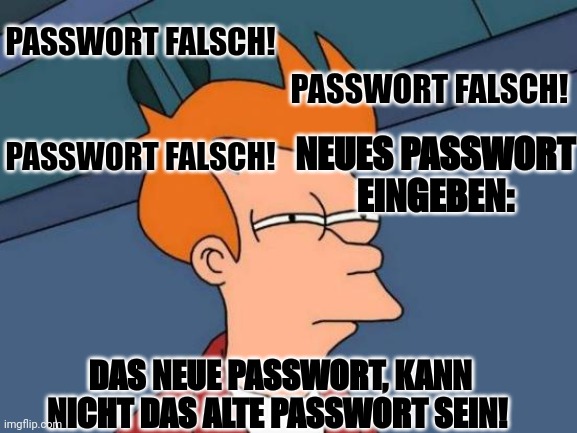 PASSWORT FALSCH!
PASSWORT FALSCH!
PASSWORT FALSCH!
NEUES PASSWORT
EINGEBEN:
DAS NEUE PASSWORT, KANN
NICHT DAS ALTE PASSWORT SEIN!
imgflip.com